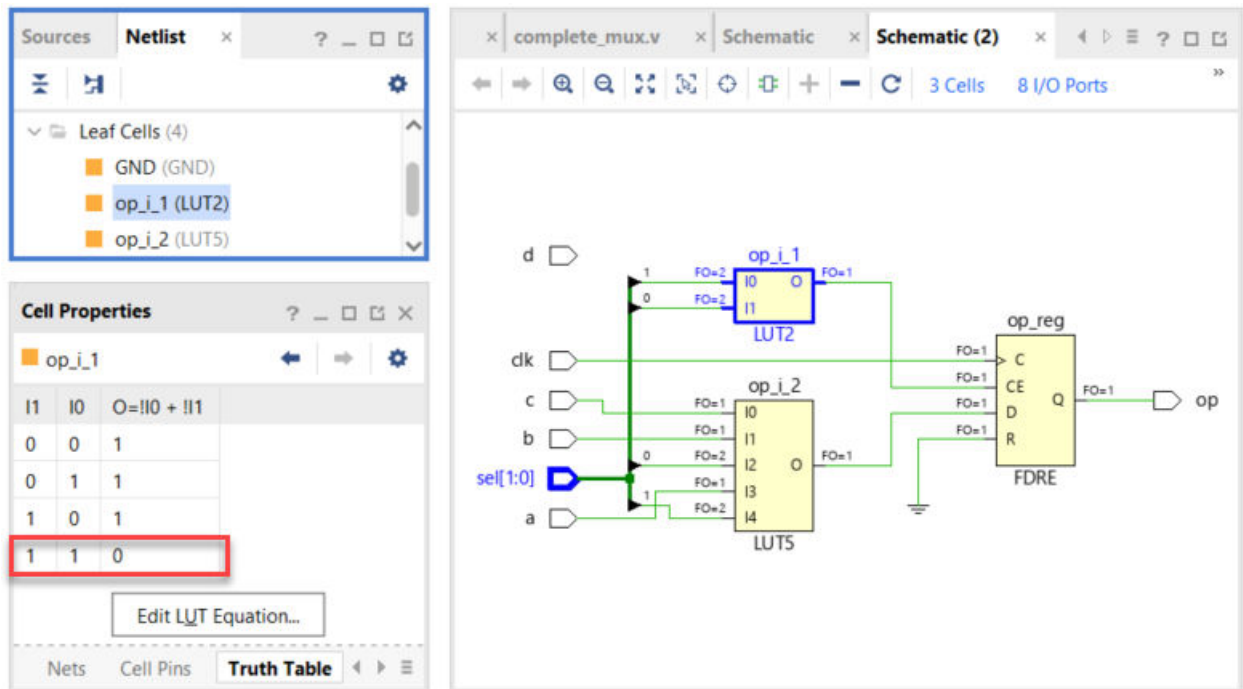 Sources Netlist × ? _
Leaf Cells (4)
GND (GND)
op_i_1 (LUT2)
op_i_2 (LUT5)
Cell Properties ? _ ×
op_i_1
I1 I0 O=!I0 + !I1
0 0 1
0 1 1
1 0 1
1 1 0
Edit LUT Equation...
Nets Cell Pins Truth Table
× complete_mux.v × Schematic × Schematic (2) × ?
3 Cells 8 I/O Ports »
d
op_i_1
1 FO=2 I0 O FO=1
0 FO=2 I1
LUT2
op_reg
clk
FO=1 C
FO=1 CE
FO=1 D
FO=1 R
Q FO=1 op
FDRE
op_i_2
c FO=1 I0
b FO=1 I1
0 FO=2 I2 O FO=1
sel[1:0]
FO=1 I3
a 1 FO=2 I4
LUT5